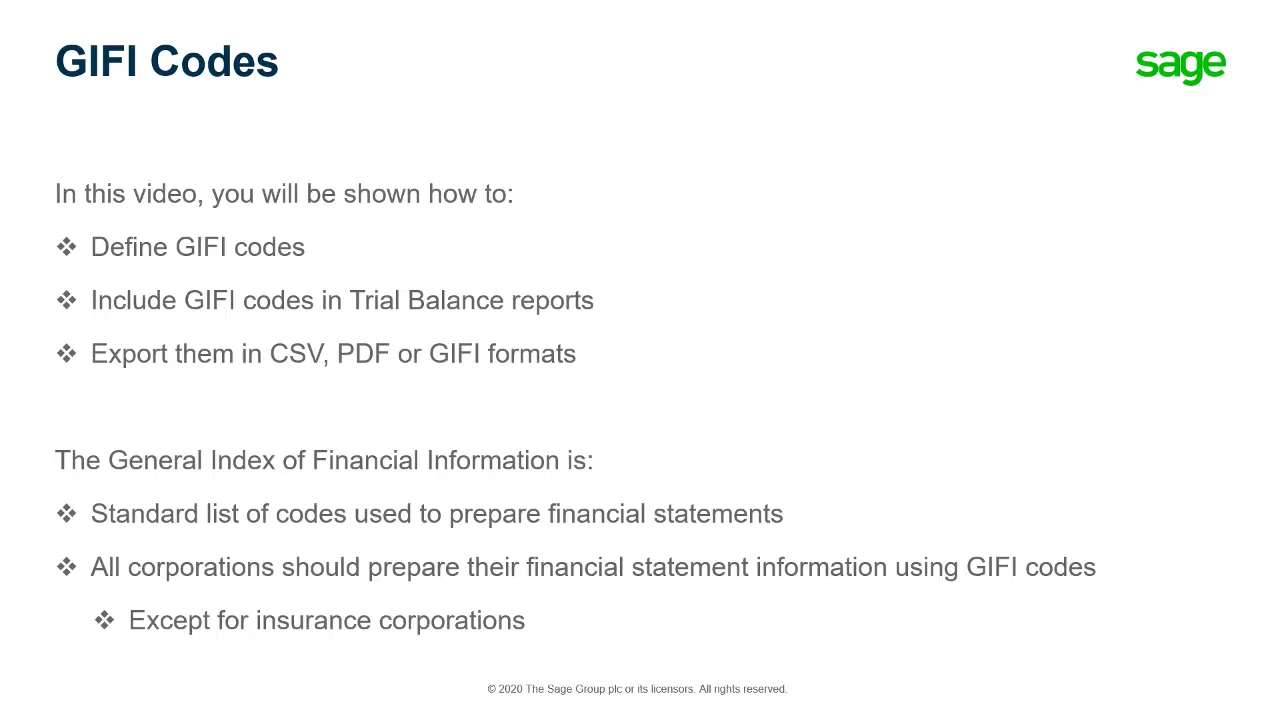 GIFI Codes
sage
In this video, you will be shown how to:
❖ Define GIFI codes
❖ Include GIFI codes in Trial Balance reports
❖ Export them in CSV, PDF or GIFI formats
The General Index of Financial Information is:
❖ Standard list of codes used to prepare financial statements
❖ All corporations should prepare their financial statement information using GIFI codes
❖ Except for insurance corporations
© 2020 The Sage Group plc or its licensors. All rights reserved.